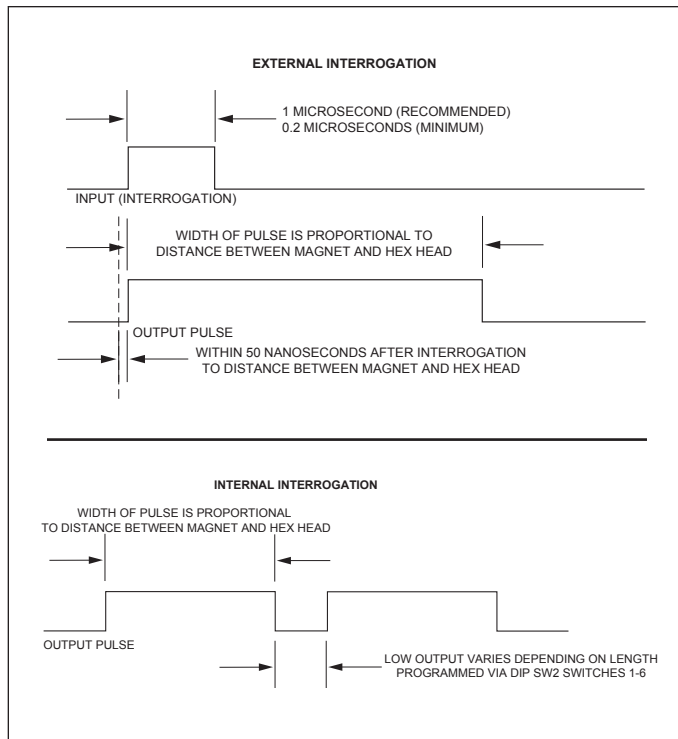 EXTERNAL INTERROGATION
1 MICROSECOND (RECOMMENDED)
0.2 MICROSECONDS (MINIMUM)
INPUT (INTERROGATION)
WIDTH OF PULSE IS PROPORTIONAL TO
DISTANCE BETWEEN MAGNET AND HEX HEAD
OUTPUT PULSE
WITHIN 50 NANOSECONDS AFTER INTERROGATION
TO DISTANCE BETWEEN MAGNET AND HEX HEAD
INTERNAL INTERROGATION
WIDTH OF PULSE IS PROPORTIONAL
TO DISTANCE BETWEEN MAGNET AND HEX HEAD
OUTPUT PULSE
LOW OUTPUT VARIES DEPENDING ON LENGTH
PROGRAMMED VIA DIP SW2 SWITCHES 1-6